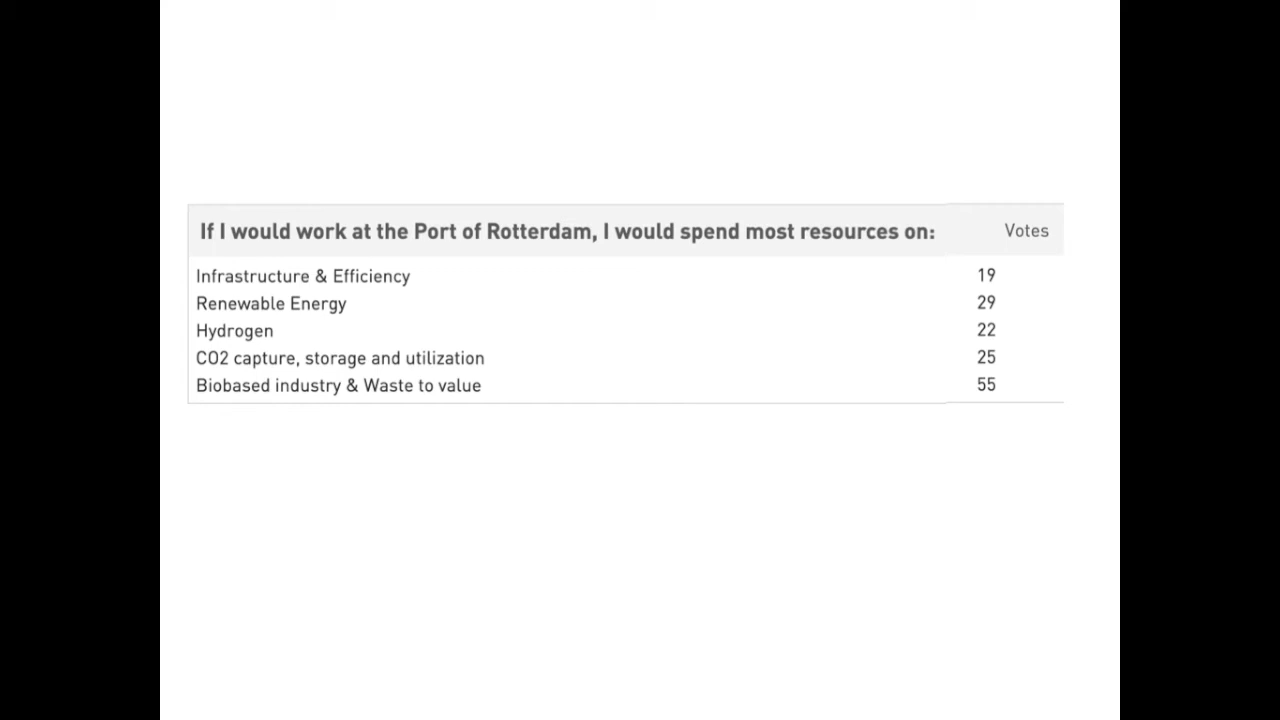 If I would work at the Port of Rotterdam, I would spend most resources on: Votes
Infrastructure & Efficiency 19
Renewable Energy 29
Hydrogen 22
CO2 capture, storage and utilization 25
Biobased industry & Waste to value 55